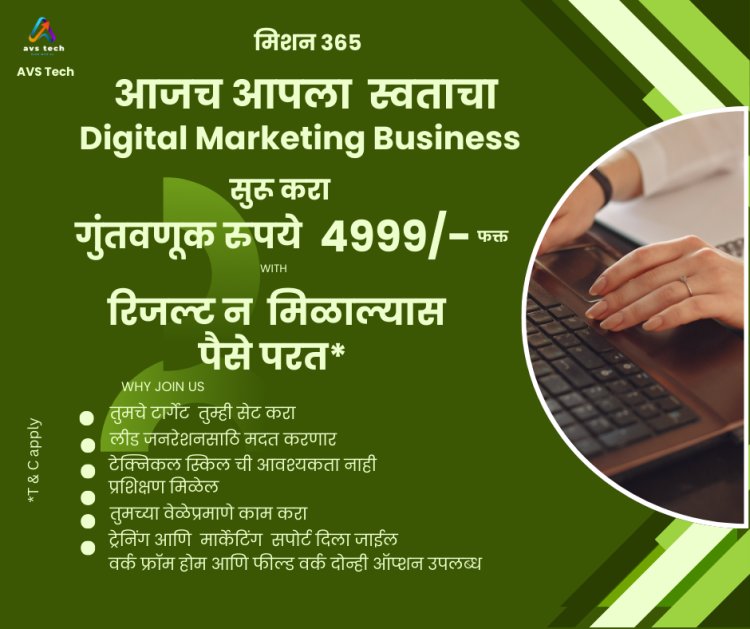 avs tech
AVS Tech
मिशन 365
आजच आपला स्वताचा
Digital Marketing Business
सुरू करा
गुंतवणूक रुपये 4999/- फक्त
WITH
रिजल्ट न मिळाल्यास
पैसे परत*
WHY JOIN US
तुमचे टार्गेट तुम्ही सेट करा
लीड जनरेशनसाठि मदत करणार
टेक्निकल स्किल ची आवश्यकता नाही
प्रशिक्षण मिळेल
तुमच्या वेळेप्रमाणे काम करा
ट्रेनिंग आणि मार्केटिंग सपोर्ट दिला जाईल
वर्क फ्रॉम होम आणि फील्ड वर्क दोन्ही ऑप्शन उपलब्ध
*T & C apply